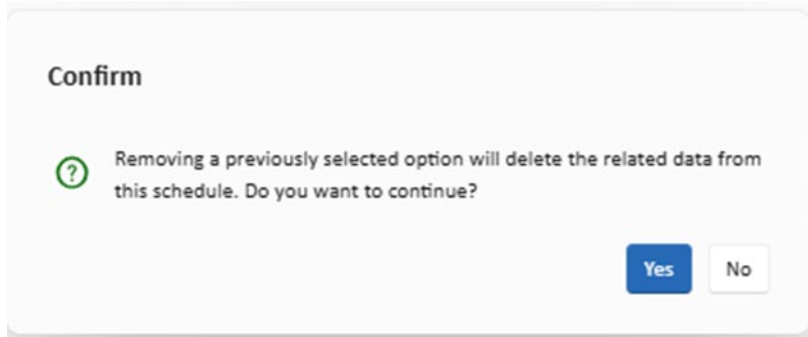 Confirm
Removing a previously selected option will delete the related data from
this schedule. Do you want to continue?
Yes No